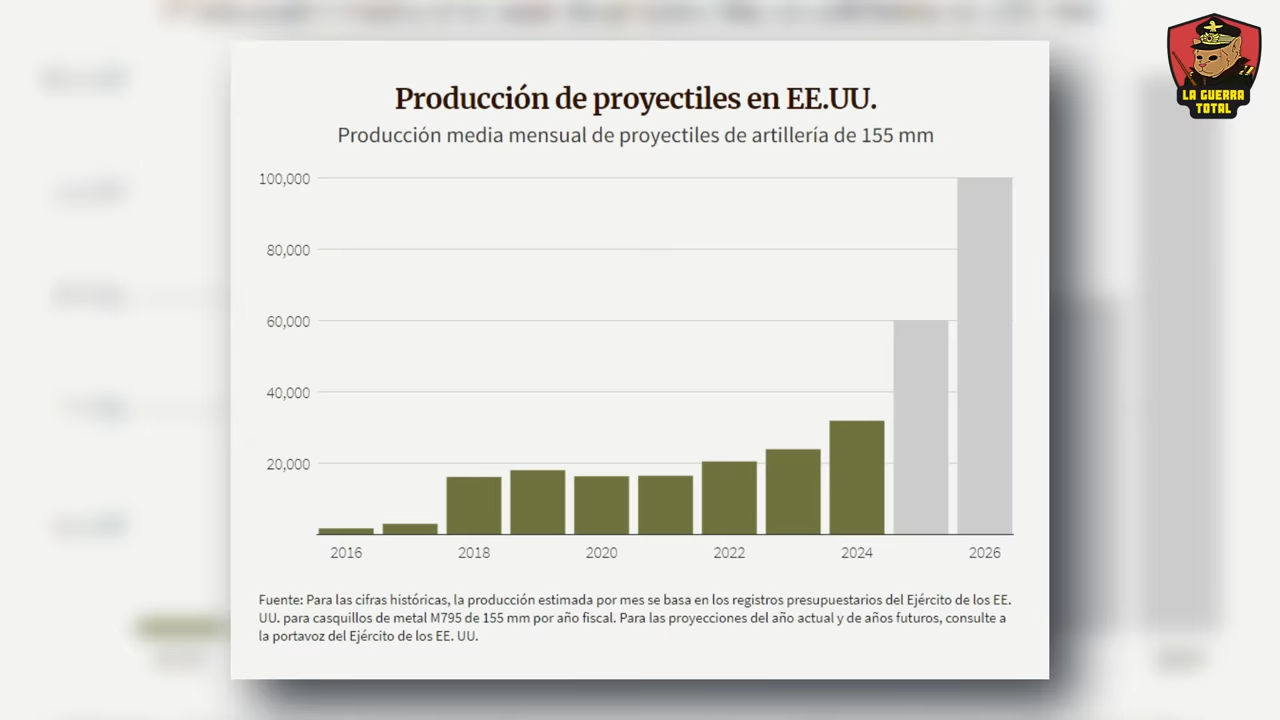 LA GUERRA
TOTAL
Producción de proyectiles en EE.UU.
Producción media mensual de proyectiles de artillería de 155 mm
100,000
80,000
60,000
40,000
20,000
2016 2018 2020 2022 2024 2026
Fuente: Para las cifras históricas, la producción estimada por mes se basa en los registros presupuestarios del Ejército de los EE.
UU. para casquillos de metal M795 de 155 mm por año fiscal. Para las proyecciones del año actual y de años futuros, consulte a
la portavoz del Ejército de los EE. UU.